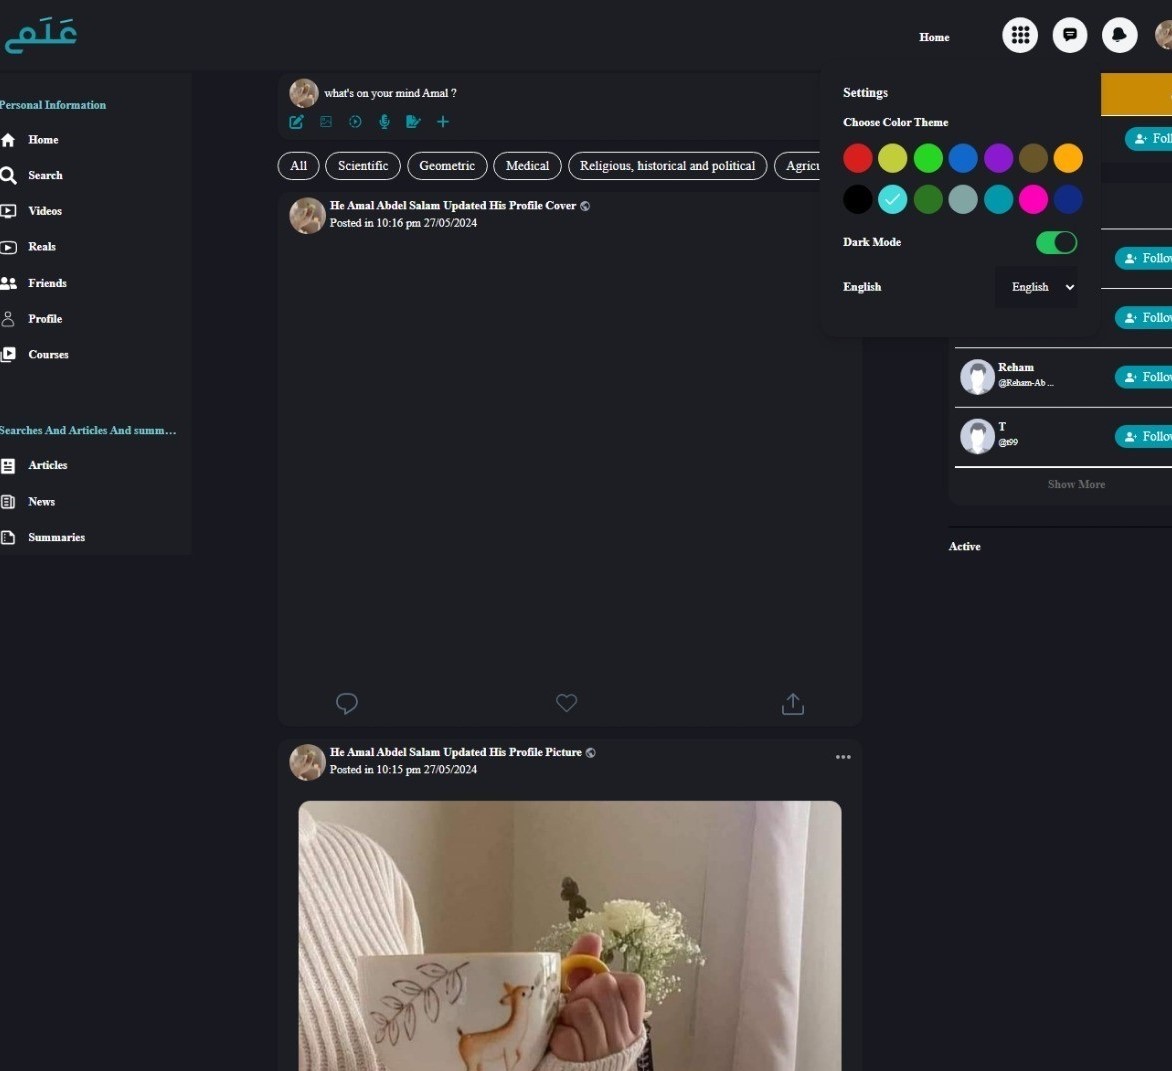 عَلَمي
Home
Personal Information
Home
Search
Videos
Reals
Friends
Profile
Courses
Searches And Articles And summ...
Articles
News
Summaries
what's on your mind Amal ?
All Scientific Geometric Medical Religious, historical and political Agricu
He Amal Abdel Salam Updated His Profile Cover
Posted in 10:16 pm 27/05/2024
He Amal Abdel Salam Updated His Profile Picture
Posted in 10:15 pm 27/05/2024
Settings
Choose Color Theme
Dark Mode
English English
Foll
Follo
Follo
Reham
@Reham-Ab ...
Follo
T
@t99
Follo
Show More
Active